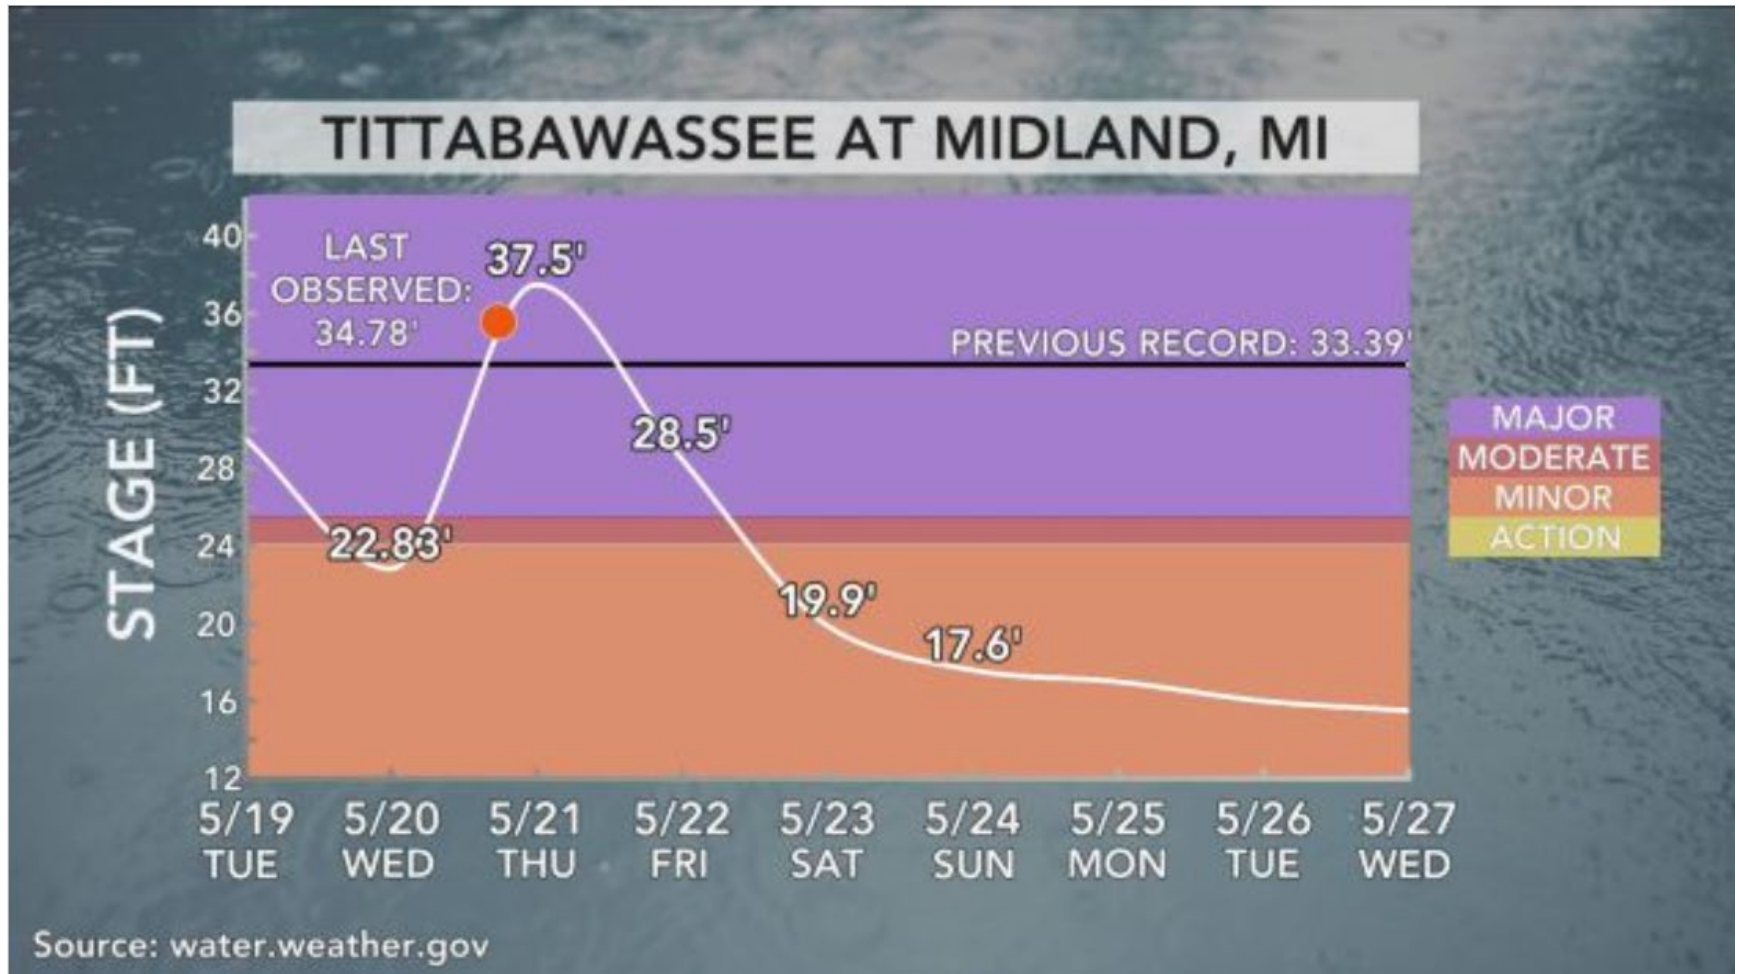 TITTABAWASSEE AT MIDLAND, MI
STAGE (FT)
40
36
32
28
24
20
16
12
LAST
OBSERVED:
34.78'
37.5'
PREVIOUS RECORD: 33.39'
28.5'
22.83'
19.9'
17.6'
MAJOR
MODERATE
MINOR
ACTION
5/19 5/20 5/21 5/22 5/23 5/24 5/25 5/26 5/27
TUE WED THU FRI SAT SUN MON TUE WED
Source: water.weather.gov